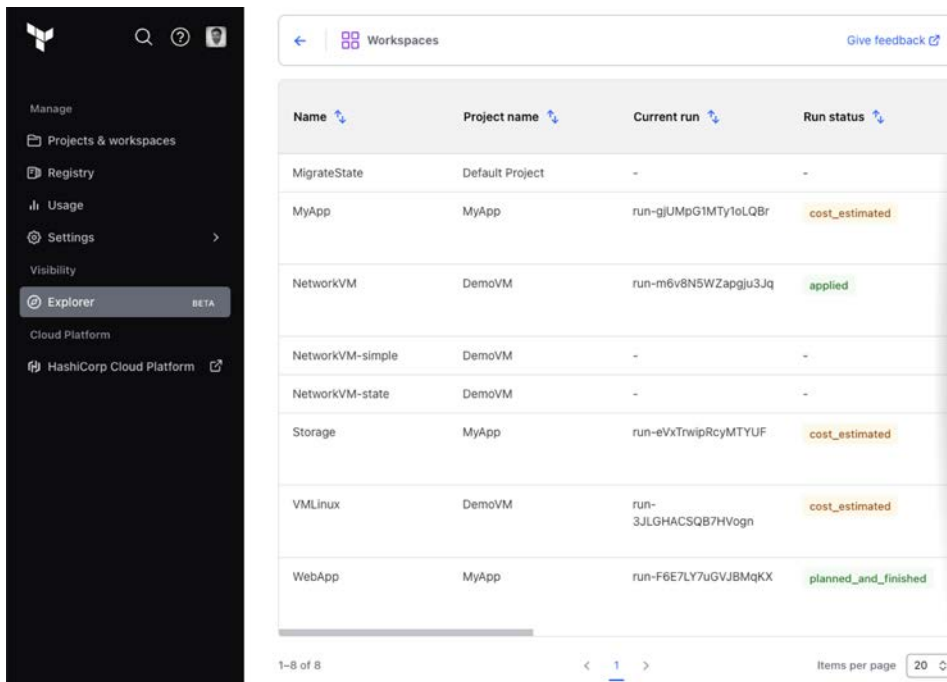 Manage
Projects & workspaces
Registry
Usage
Settings
Visibility
Explorer BETA
Cloud Platform
HashiCorp Cloud Platform
Workspaces
Give feedback
Name Project name Current run Run status
MigrateState Default Project - -
MyApp MyApp run-gjUMpG1MTy1oLQBr cost_estimated
NetworkVM DemoVM run-m6v8N5WZapgju3Jq applied
NetworkVM-simple DemoVM - -
NetworkVM-state DemoVM - -
Storage MyApp run-eVxTrwipRcyMTYUF cost_estimated
VMLinux DemoVM run-
3JLGHACSQB7HVogn cost_estimated
WebApp MyApp run-F6E7LY7uGVJBMqKX planned_and_finished
1–8 of 8 1 Items per page 20